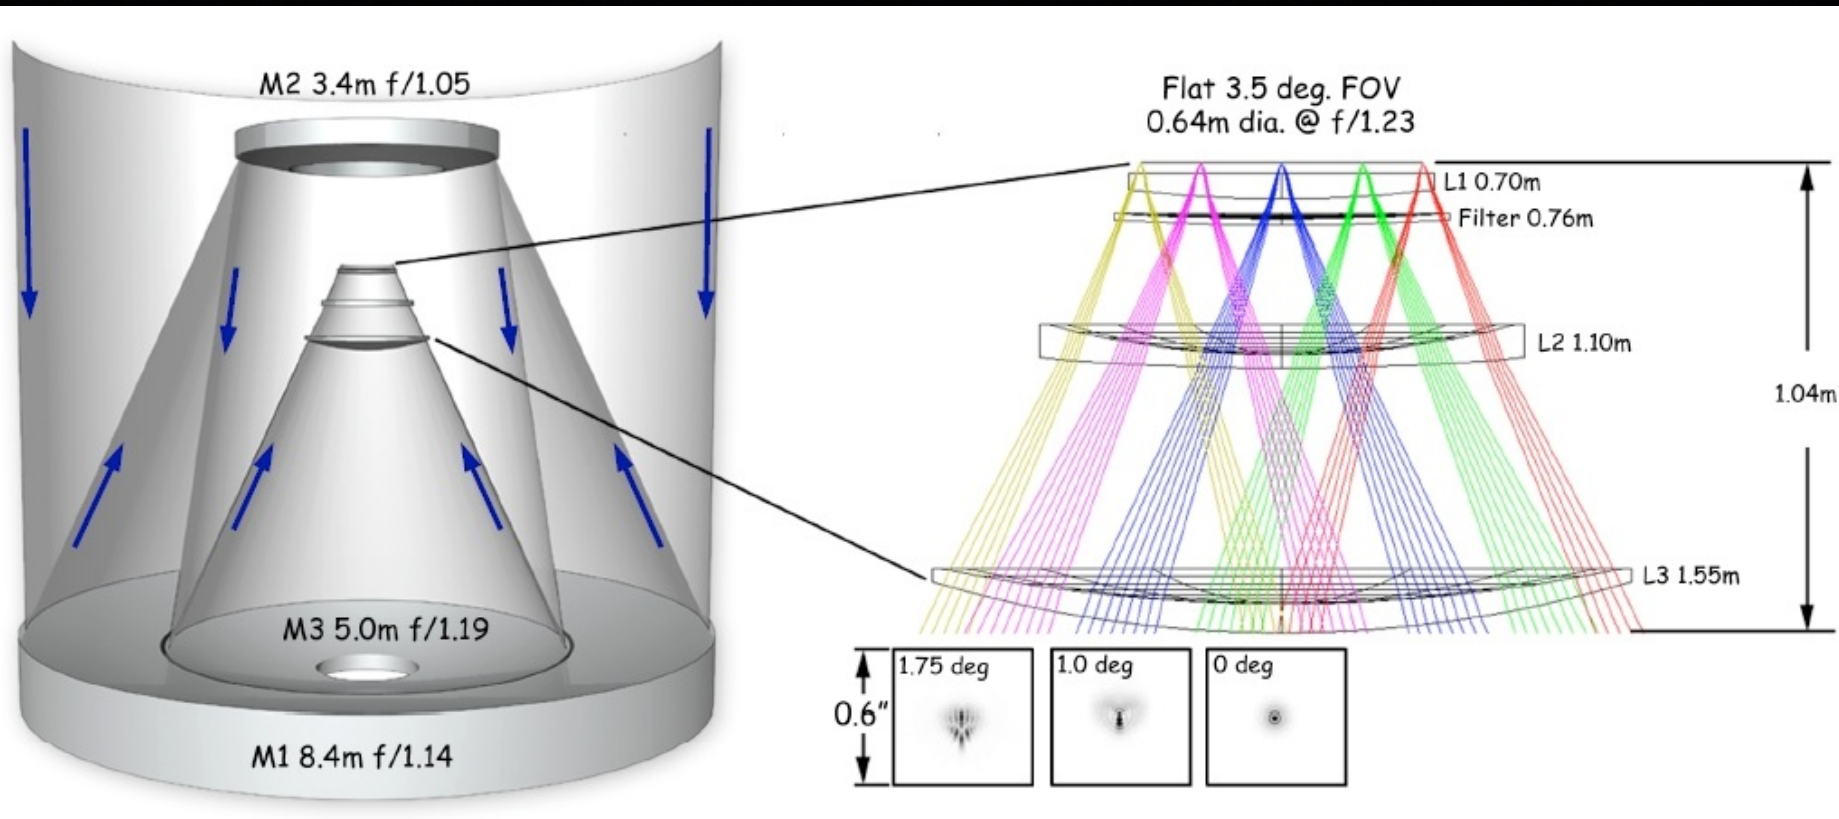 M2 3.4m f/1.05
M3 5.0m f/1.19
M1 8.4m f/1.14
Flat 3.5 deg. FOV
0.64m dia. @ f/1.23
L1 0.70m
Filter 0.76m
L2 1.10m
1.04m
L3 1.55m
0.6"
1.75 deg
1.0 deg
0 deg